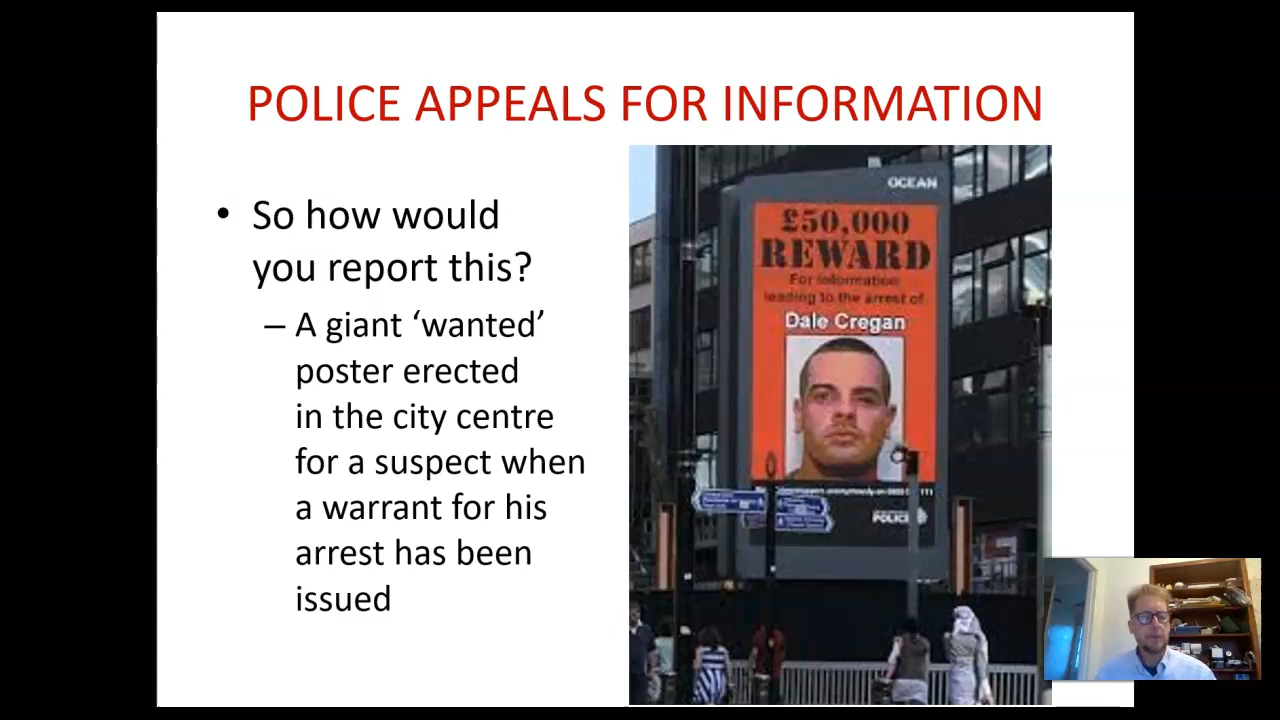 POLICE APPEALS FOR INFORMATION
• So how would
you report this?
– A giant ‘wanted’
poster erected
in the city centre
for a suspect when
a warrant for his
arrest has been
issued
OCEAN
£50,000
REWARD
For information
leading to the arrest of
Dale Cregan
anonymously on
POLICE